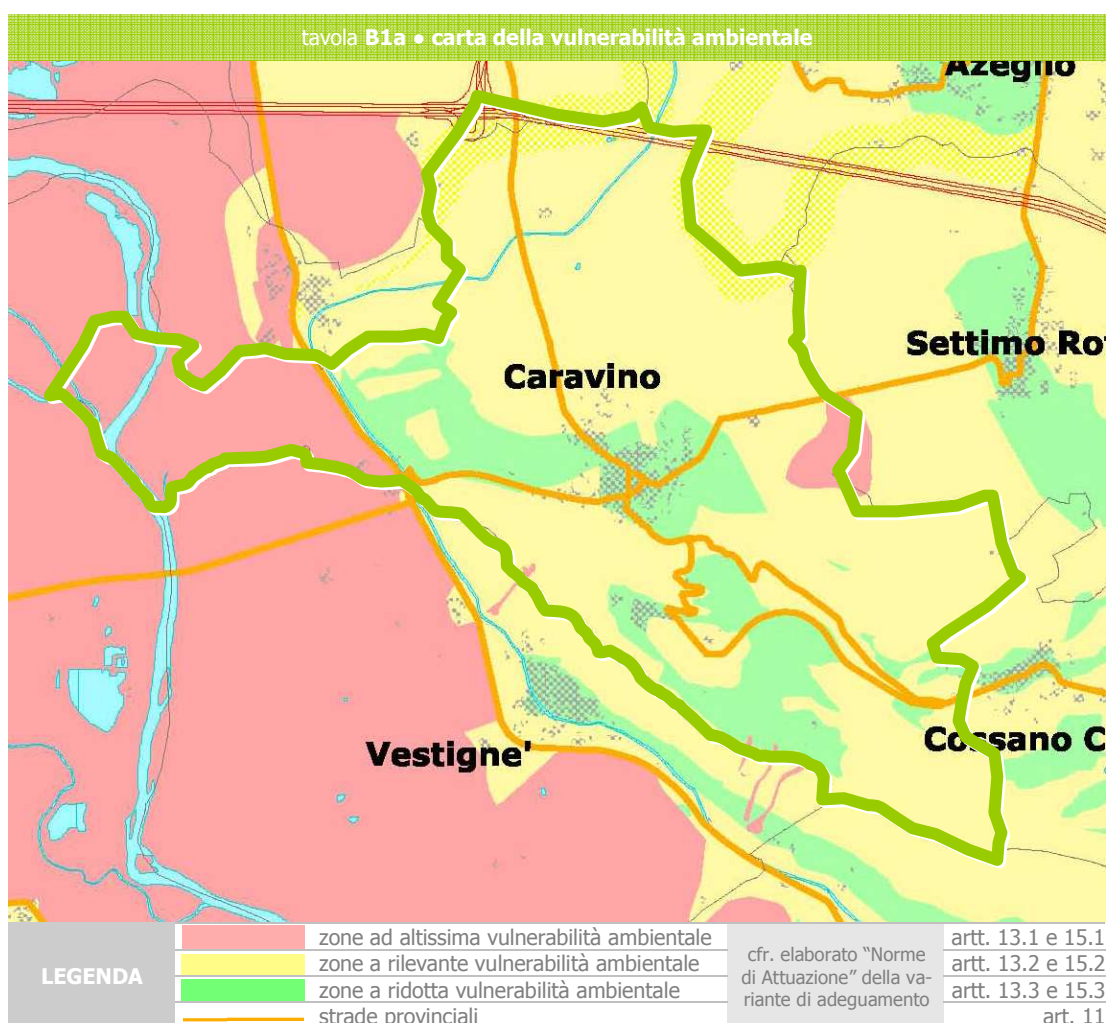 tavola B1a ● carta della vulnerabilità ambientale
Azeglio
Settimo Rot
Caravino
Cossano C
Vestigne'
LEGENDA
zone ad altissima vulnerabilità ambientale
zone a rilevante vulnerabilità ambientale
zone a ridotta vulnerabilità ambientale
strade provinciali
cfr. elaborato “Norme
di Attuazione” della va-
riante di adeguamento
artt. 13.1 e 15.1
artt. 13.2 e 15.2
artt. 13.3 e 15.3
art. 11